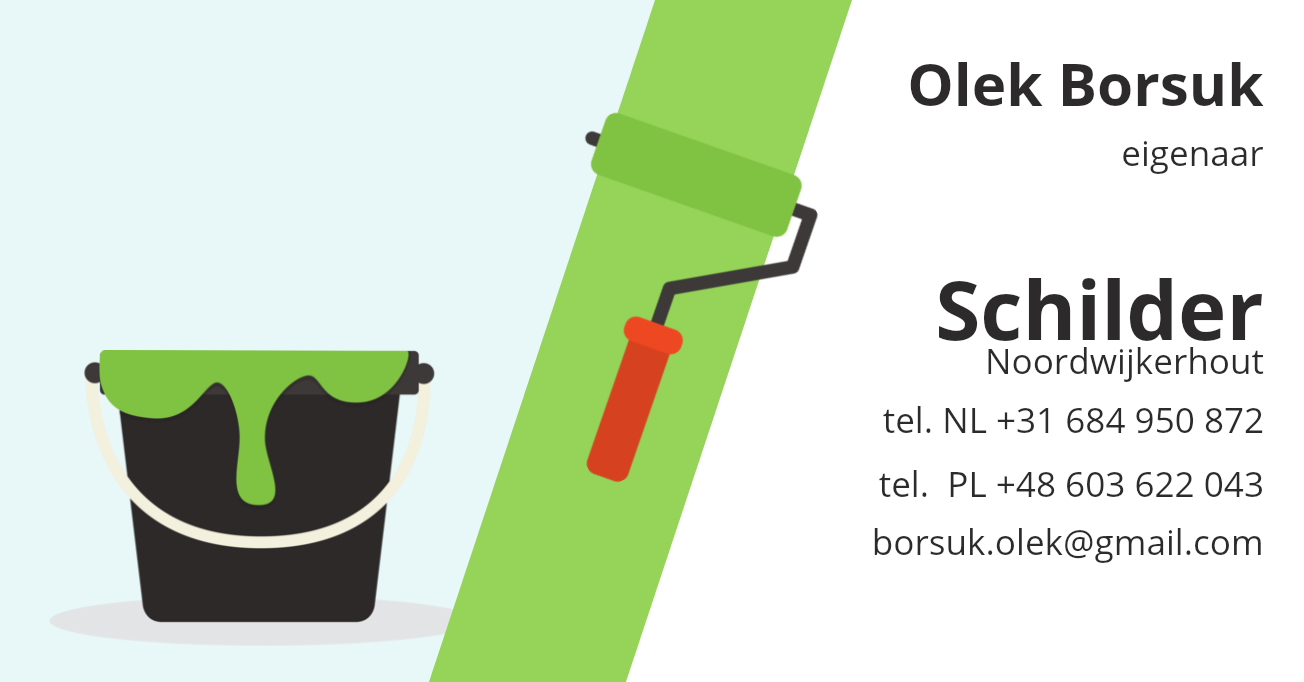 Olek Borsuk
eigenaar
Schilder
Noordwijkerhout
tel. NL +31 684 950 872
tel.  PL +48 603 622 043
borsuk.olek@gmail.com